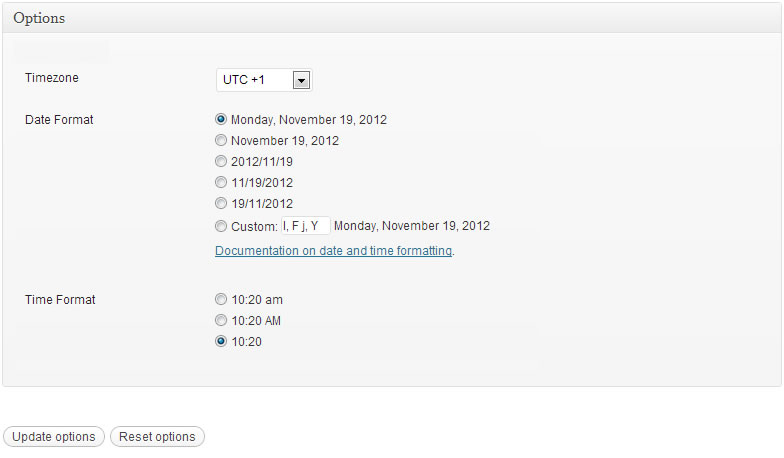 Options
Timezone UTC +1
Date Format Monday, November 19, 2012
November 19, 2012
2012/11/19
11/19/2012
19/11/2012
Custom: l, F j, Y Monday, November 19, 2012
Documentation on date and time formatting.
Time Format 10:20 am
10:20 AM
10:20
Update options Reset options